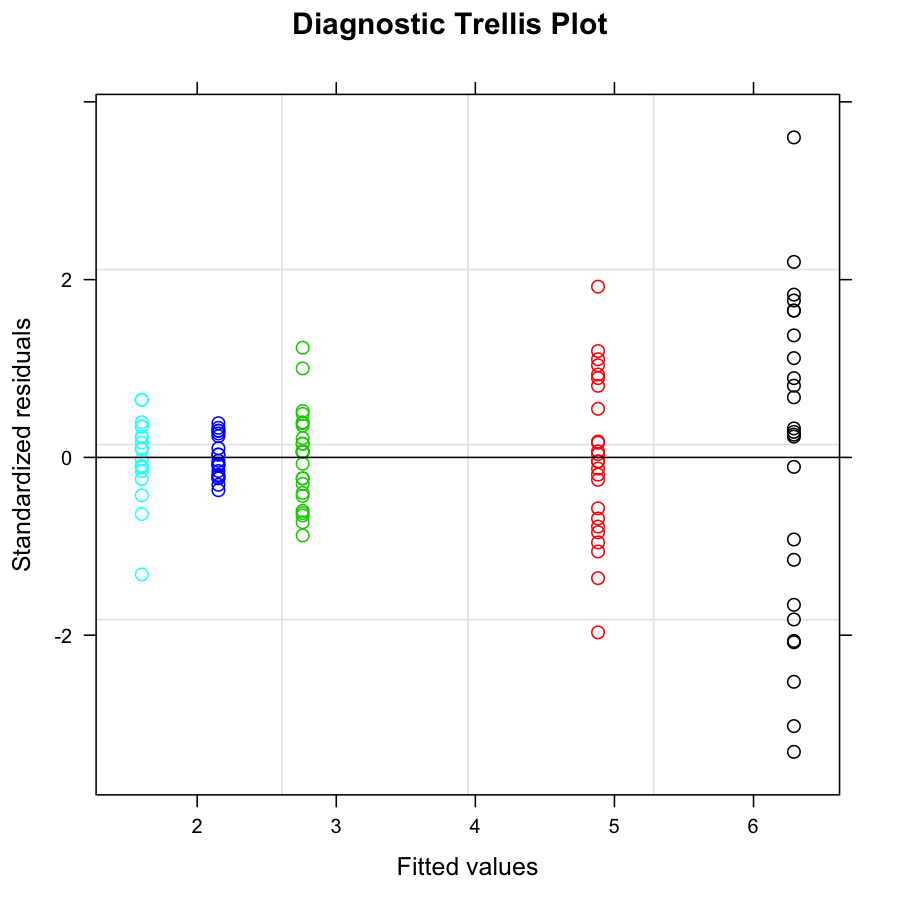 Diagnostic Trellis Plot
Standardized residuals
2
0
-2
2 3 4 5 6
Fitted values